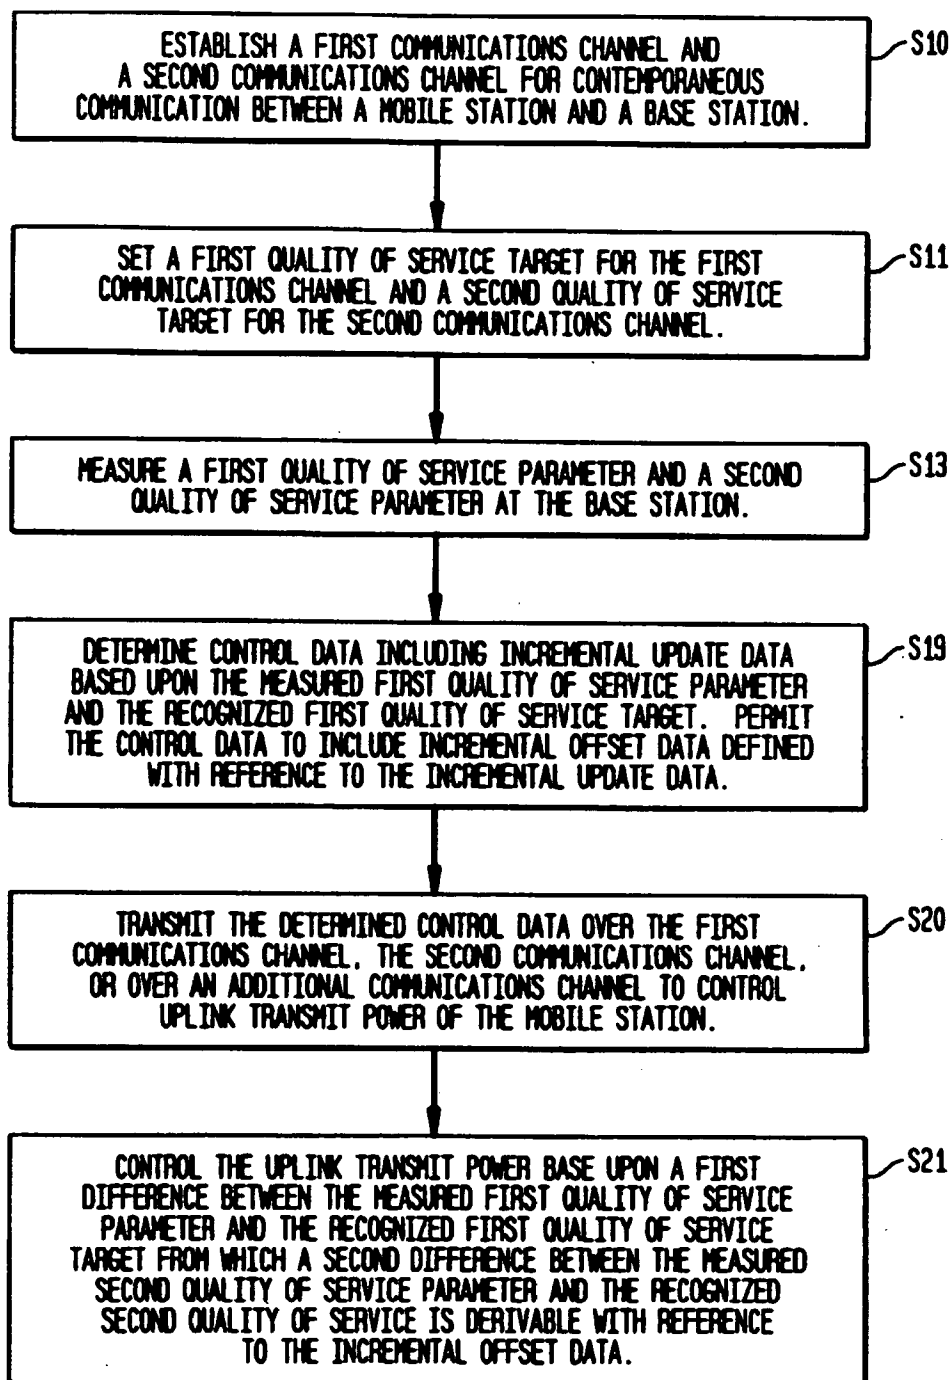 ESTABLISH A FIRST COMMUNICATIONS CHANNEL AND
A SECOND COMMUNICATIONS CHANNEL FOR CONTEMPORANEOUS
COMMUNICATION BETWEEN A MOBILE STATION AND A BASE STATION.
S10
SET A FIRST QUALITY OF SERVICE TARGET FOR THE FIRST
COMMUNICATIONS CHANNEL AND A SECOND QUALITY OF SERVICE
TARGET FOR THE SECOND COMMUNICATIONS CHANNEL.
S11
MEASURE A FIRST QUALITY OF SERVICE PARAMETER AND A SECOND
QUALITY OF SERVICE PARAMETER AT THE BASE STATION.
S13
DETERMINE CONTROL DATA INCLUDING INCREMENTAL UPDATE DATA
BASED UPON THE MEASURED FIRST QUALITY OF SERVICE PARAMETER
AND THE RECOGNIZED FIRST QUALITY OF SERVICE TARGET. PERMIT
THE CONTROL DATA TO INCLUDE INCREMENTAL OFFSET DATA DEFINED
WITH REFERENCE TO THE INCREMENTAL UPDATE DATA.
S19
TRANSMIT THE DETERMINED CONTROL DATA OVER THE FIRST
COMMUNICATIONS CHANNEL, THE SECOND COMMUNICATIONS CHANNEL,
OR OVER AN ADDITIONAL COMMUNICATIONS CHANNEL TO CONTROL
UPLINK TRANSMIT POWER OF THE MOBILE STATION.
S20
CONTROL THE UPLINK TRANSMIT POWER BASE UPON A FIRST
DIFFERENCE BETWEEN THE MEASURED FIRST QUALITY OF SERVICE
PARAMETER AND THE RECOGNIZED FIRST QUALITY OF SERVICE
TARGET FROM WHICH A SECOND DIFFERENCE BETWEEN THE MEASURED
SECOND QUALITY OF SERVICE PARAMETER AND THE RECOGNIZED
SECOND QUALITY OF SERVICE IS DERIVABLE WITH REFERENCE
TO THE INCREMENTAL OFFSET DATA.
S21